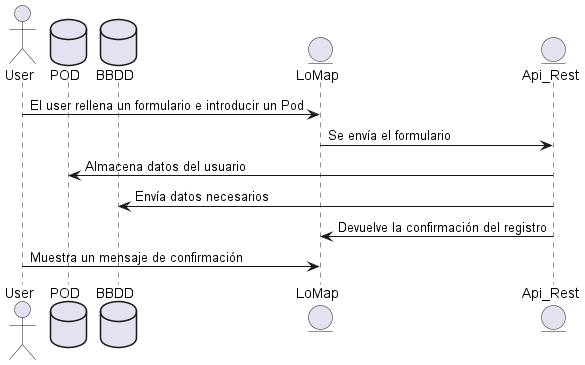 User POD BBDD LoMap Api_Rest
El user rellena un formulario e introducir un Pod
Se envía el formulario
Almacena datos del usuario
Envía datos necesarios
Devuelve la confirmación del registro
Muestra un mensaje de confirmación
User POD BBDD LoMap Api_Rest